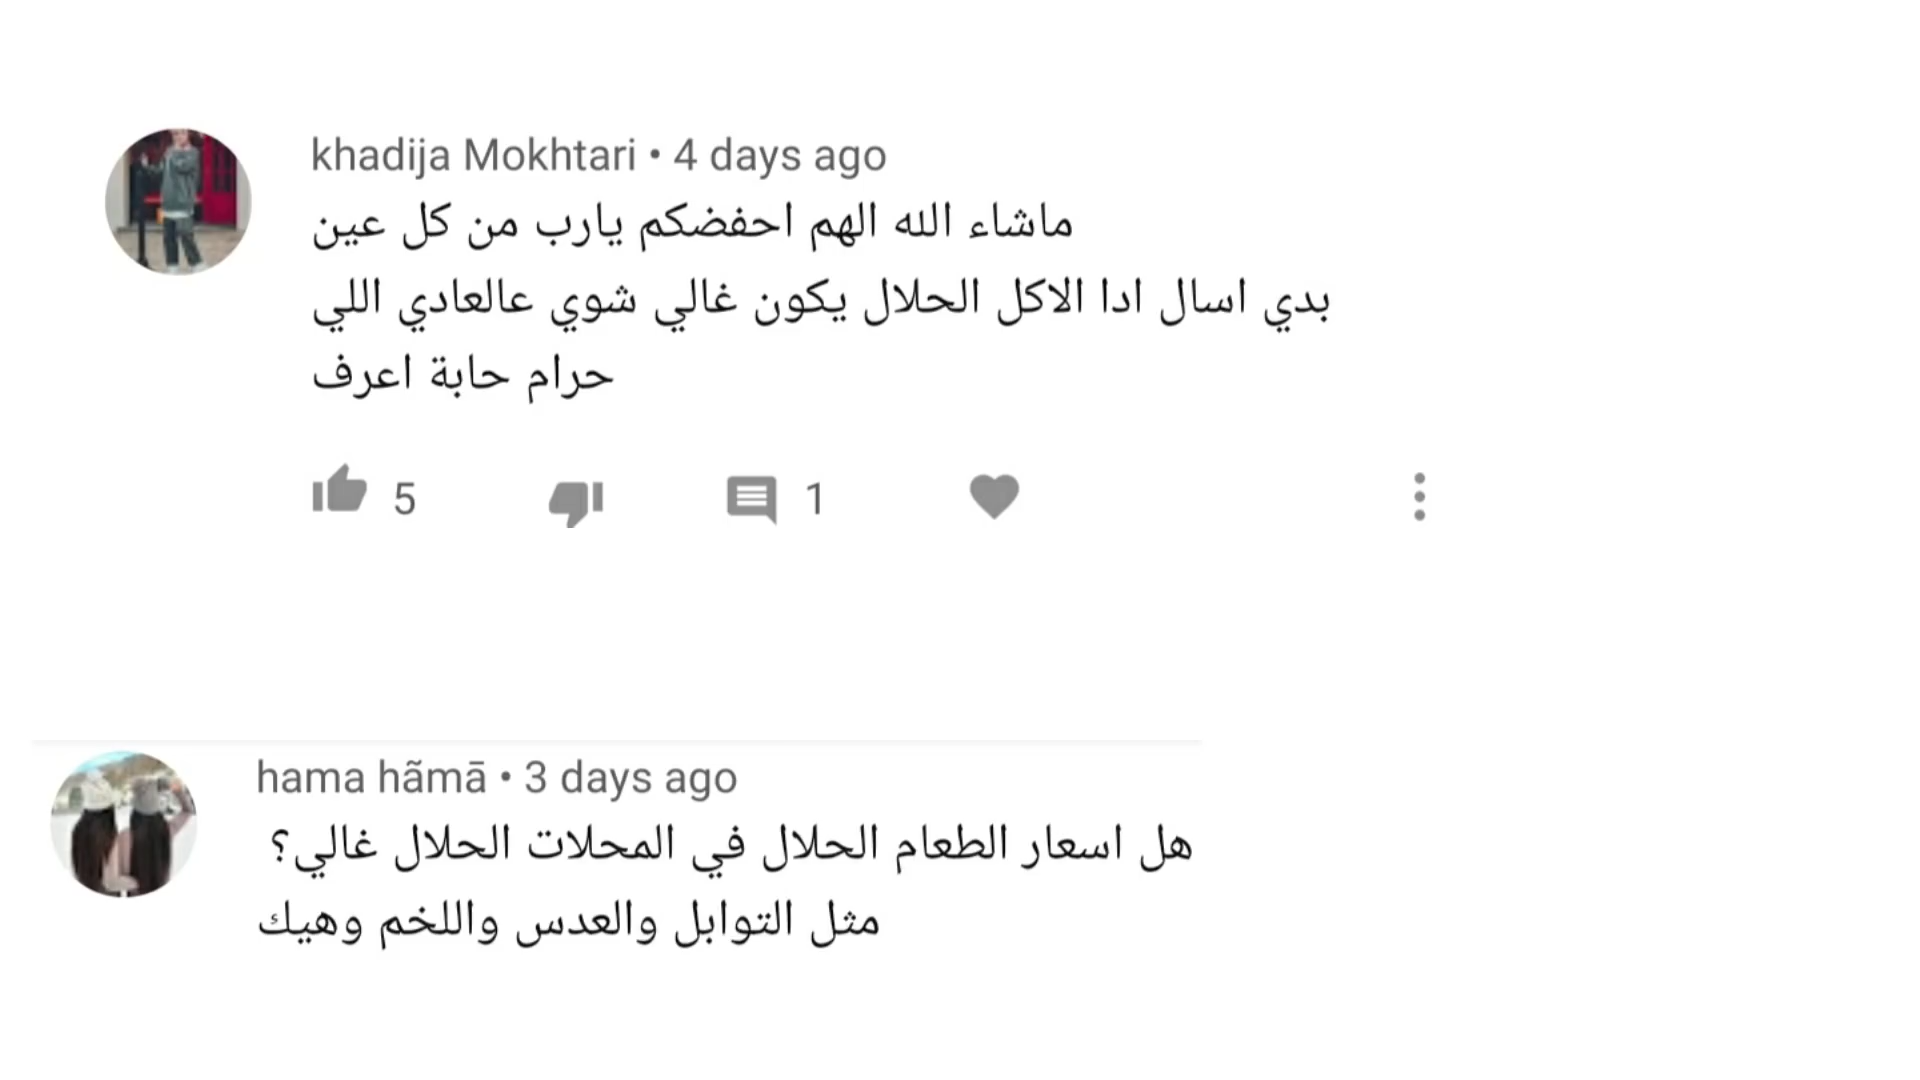 khadija Mokhtari • 4 days ago
ماشاء الله الهم احفضكم يارب من كل عين
بدي اسال ادا الاكل الحلال يكون غالي شوي عالعادي اللي
حرام حابة اعرف
5
1
hama hãmā • 3 days ago
هل اسعار الطعام الحلال في المحلات الحلال غالي؟
مثل التوابل والعدس واللخم وهيك